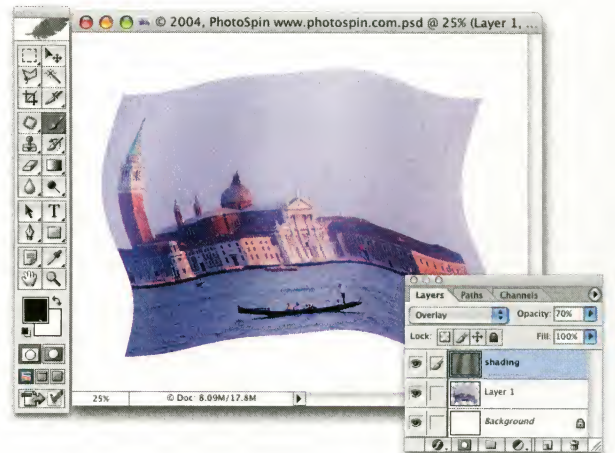 © 2004, PhotoSpin www.photospin.com.psd @ 25% (Layer 1, ...
T
25%
© Doc: 8.09M/17.8M
Layers
Paths
Channels
Overlay
Opacity: 70%
Lock:
Fill: 100%
shading
Layer 1
Background